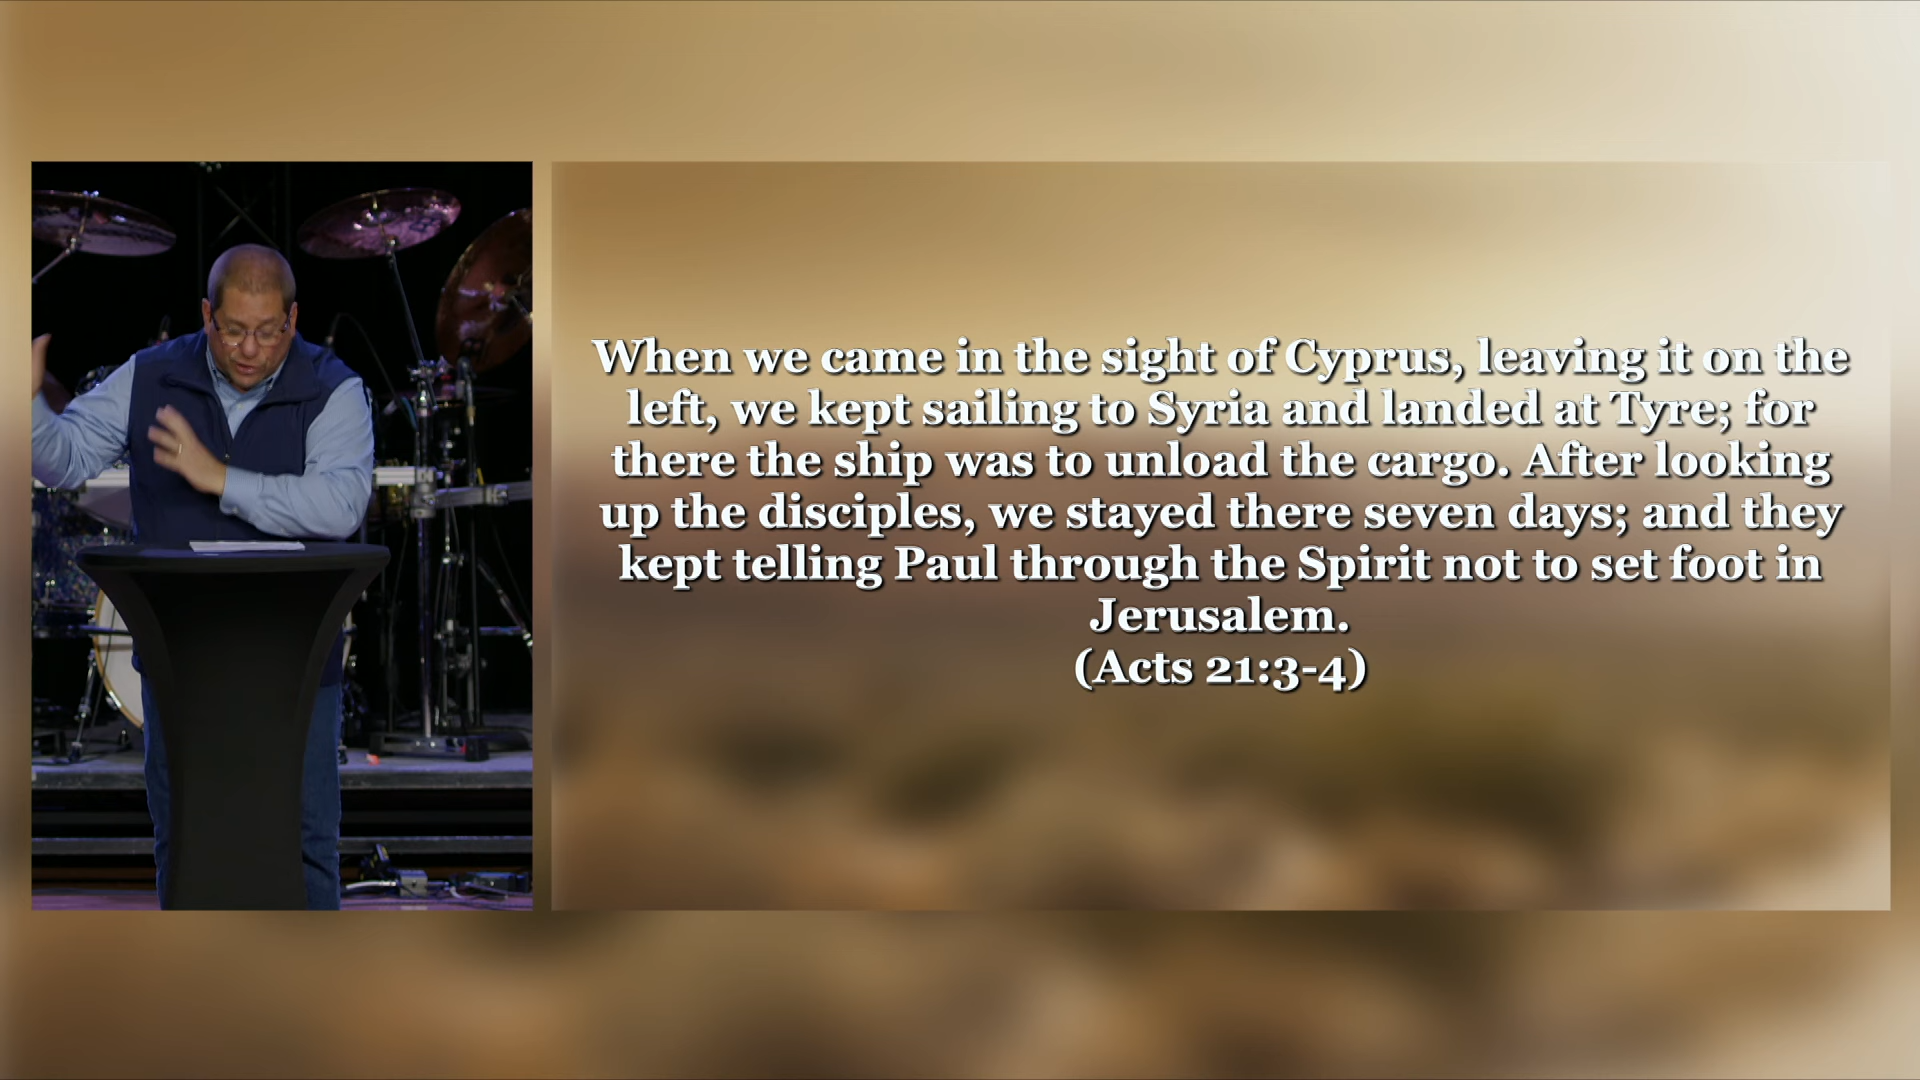 When we came in the sight of Cyprus, leaving it on the
left, we kept sailing to Syria and landed at Tyre; for
there the ship was to unload the cargo. After looking
up the disciples, we stayed there seven days; and they
kept telling Paul through the Spirit not to set foot in
Jerusalem.
(Acts 21:3-4)